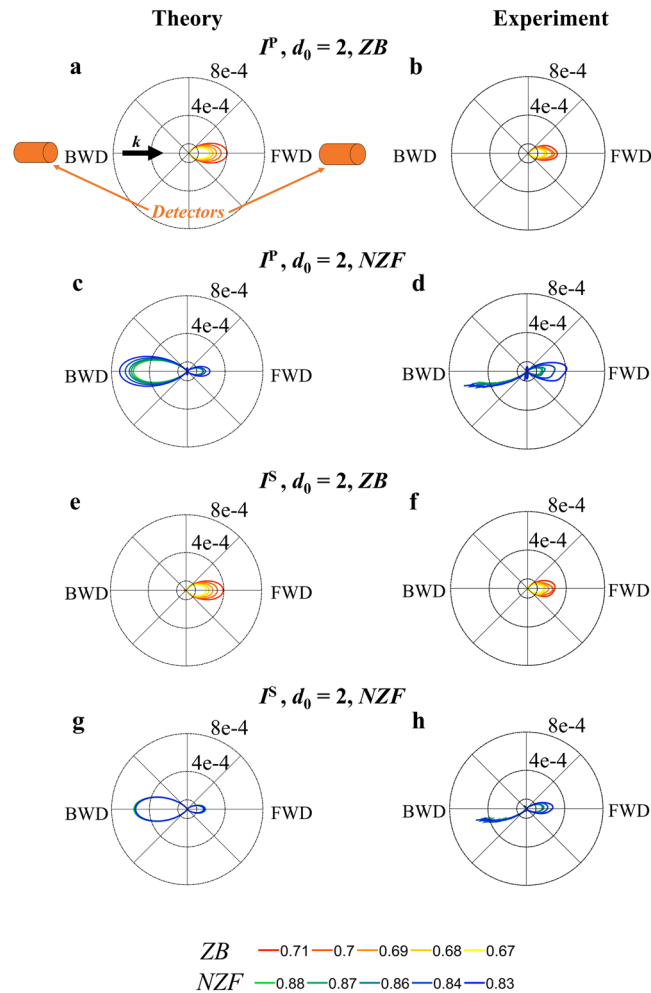 Theory Experiment
I^P, d_0 = 2, ZB
a b
8e-4 8e-4
4e-4 4e-4
k
BWD FWD BWD FWD
Detectors
I^P, d_0 = 2, NZF
c d
8e-4 8e-4
4e-4 4e-4
BWD FWD BWD FWD
I^S, d_0 = 2, ZB
e f
8e-4 8e-4
4e-4 4e-4
BWD FWD BWD FWD
I^S, d_0 = 2, NZF
g h
8e-4 8e-4
4e-4 4e-4
BWD FWD BWD FWD
ZB 0.71 0.7 0.69 0.68 0.67
NZF 0.88 0.87 0.86 0.84 0.83